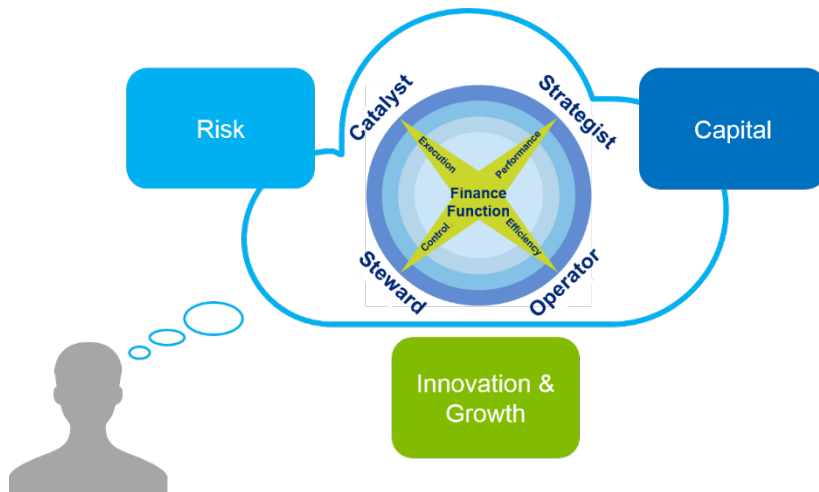 Catalyst
Strategist
Risk
Capital
Execution
Performance
Finance
Function
Control
Efficiency
Steward
Operator
Innovation &
Growth